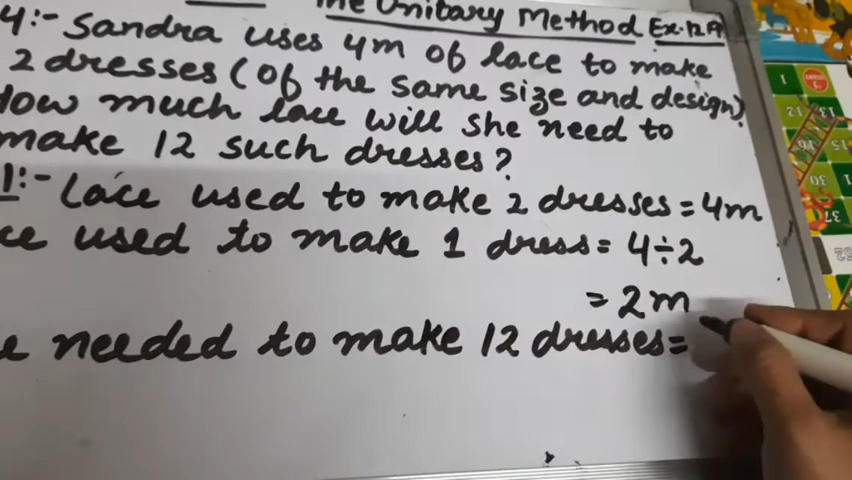 The Unitary Method Ex.12A
4:- Sandra uses 4m of lace to make
2 dresses (of the same size and design).
How much lace will she need to
make 12 such dresses?
1:- Lace used to make 2 dresses = 4m
ce used to make 1 dress = 4÷2
= 2m
e needed to make 12 dresses=